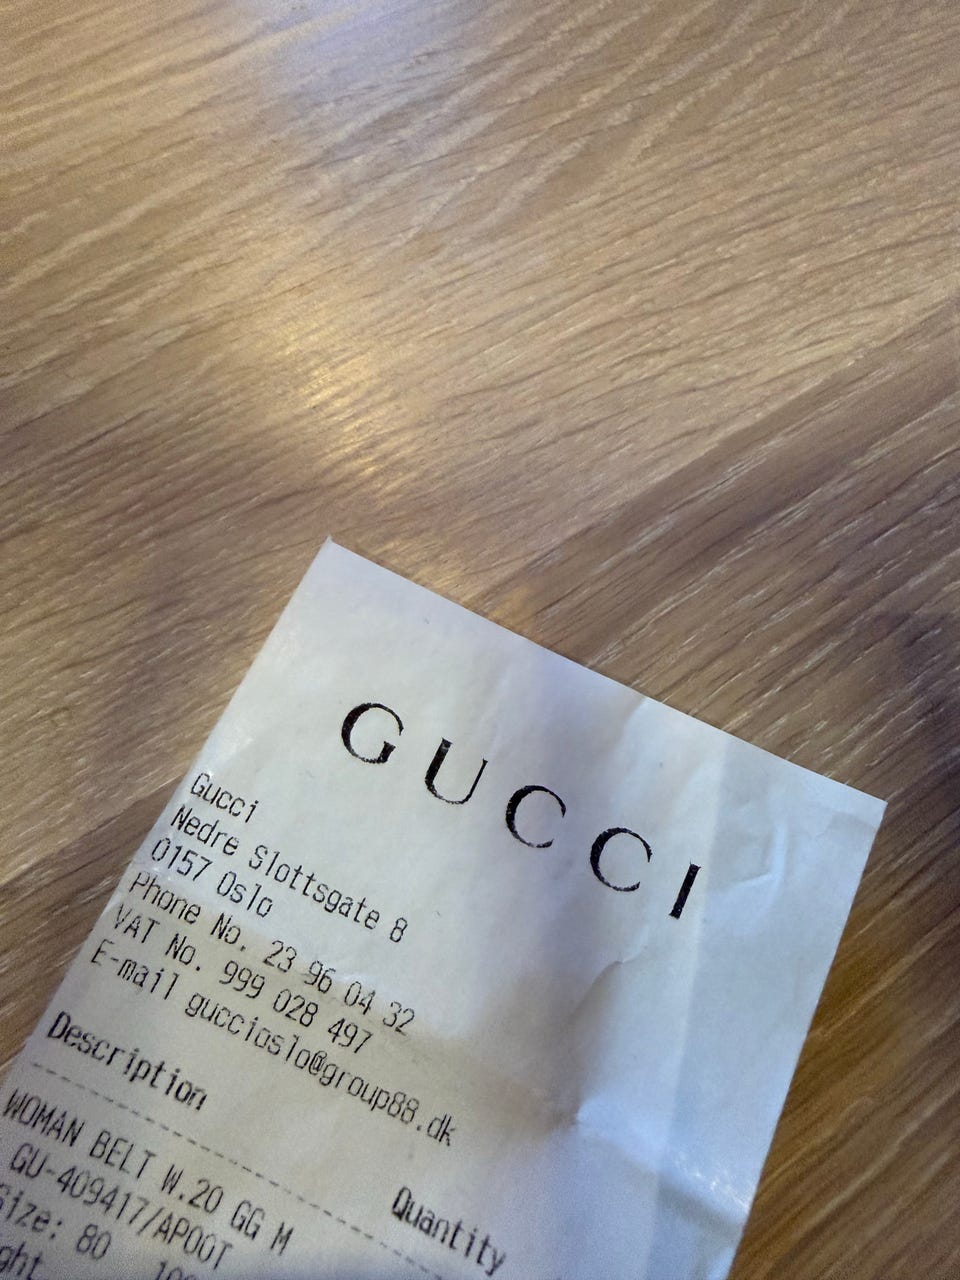 GUCCI
Gucci
Nedre Slottsgate 8
0157 Oslo
Phone No. 23 96 04 32
VAT No. 999 028 497
E-mail guccioslo@group88.dk
Description Quantity
WOMAN BELT W.20 GG M
GU-409417/AP00T
Size: 80